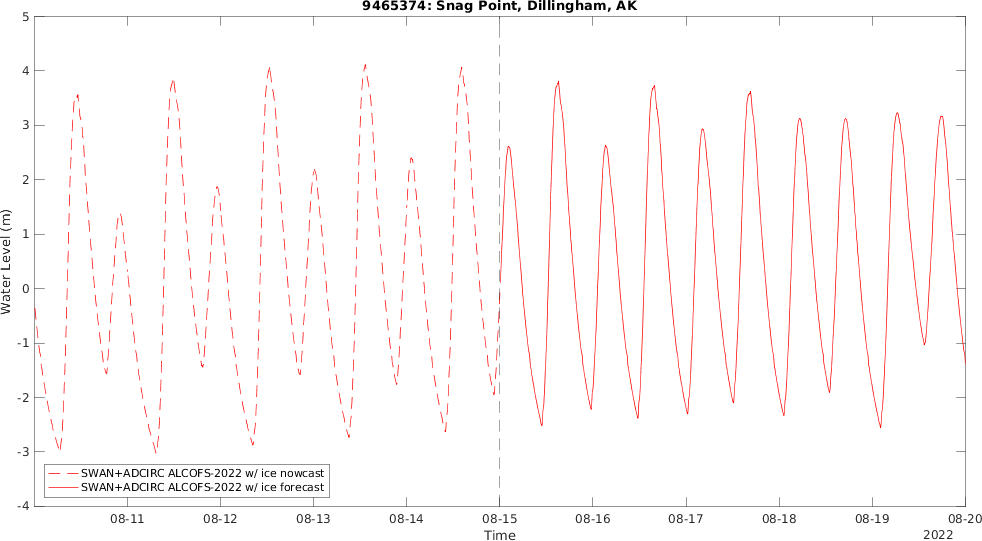 9465374: Snag Point, Dillingham, AK
5
4
3
2
1
0
-1
-2
-3
-4
Water Level (m)
SWAN+ADCIRC ALCOFS-2022 w/ ice nowcast
SWAN+ADCIRC ALCOFS-2022 w/ ice forecast
08-11 08-12 08-13 08-14 08-15 08-16 08-17 08-18 08-19 08-20
Time
2022